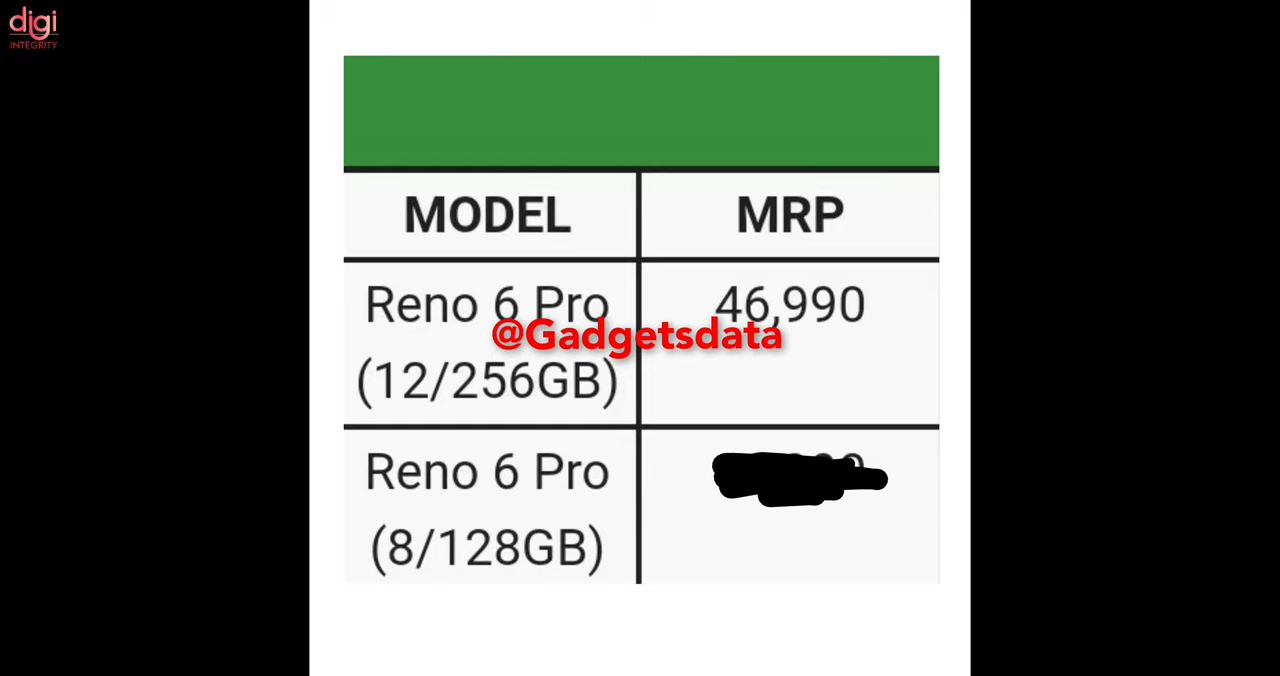 digi
INTEGRITY
MODEL
MRP
Reno 6 Pro
(12/256GB)
46,990
@Gadgetsdata
Reno 6 Pro
(8/128GB)